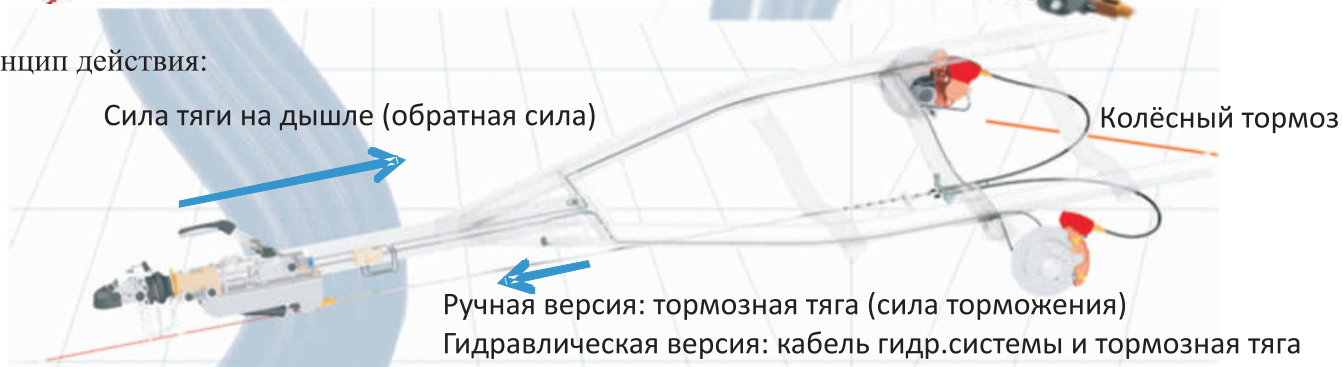 нцип действия:
Сила тяги на дышле (обратная сила)
Колёсный тормоз
Ручная версия: тормозная тяга (сила торможения)
Гидравлическая версия: кабель гидр.системы и тормозная тяга